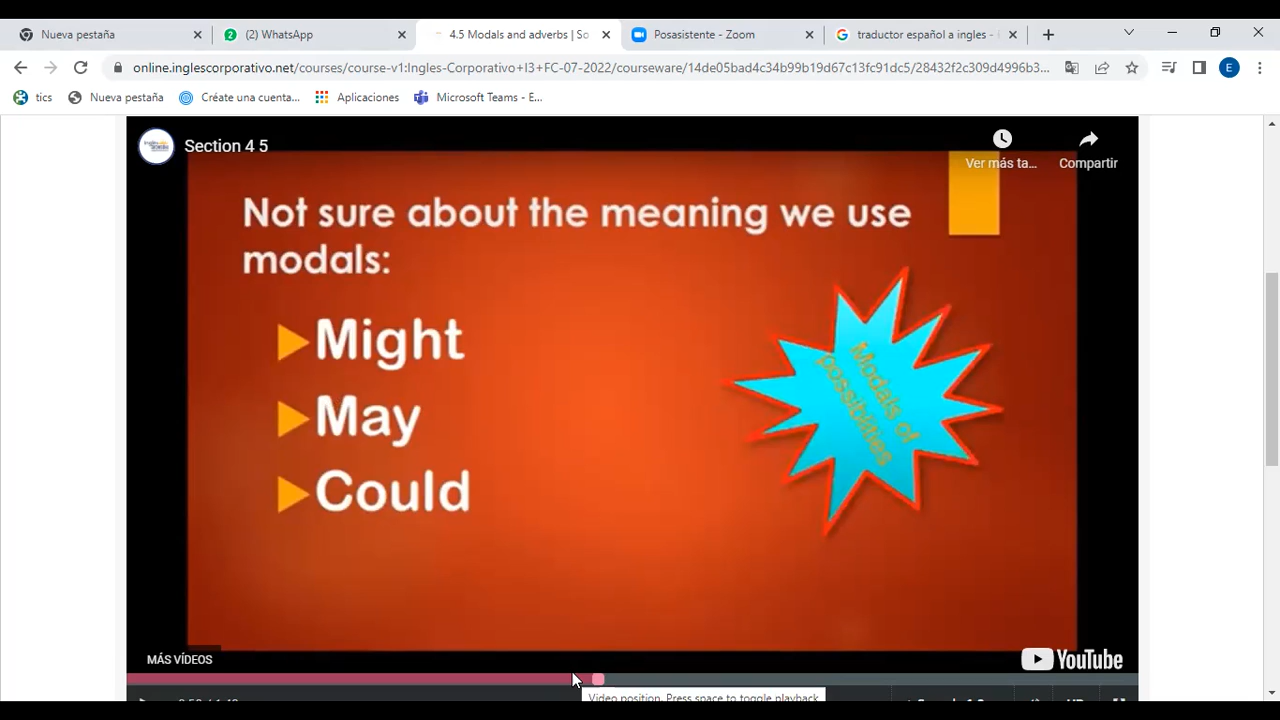 Nueva pestaña
(2) WhatsApp
4.5 Modals and adverbs | So
Posasistente - Zoom
traductor español a ingles -
online.inglescorporativo.net/courses/course-v1:Ingles-Corporativo+I3+FC-07-2022/courseware/14de05bad4c34b99b19d67c13fc91dc5/28432f2c309d4996b3...
E
tics
Nueva pestaña
Créate una cuenta...
Aplicaciones
Microsoft Teams - E...
Section 4 5
Ver más ta...
Compartir
Not sure about the meaning we use
modals:
Might
May
Could
Modals of
possibilities
MÁS VÍDEOS
YouTube
Video position. Press space to toggle playback